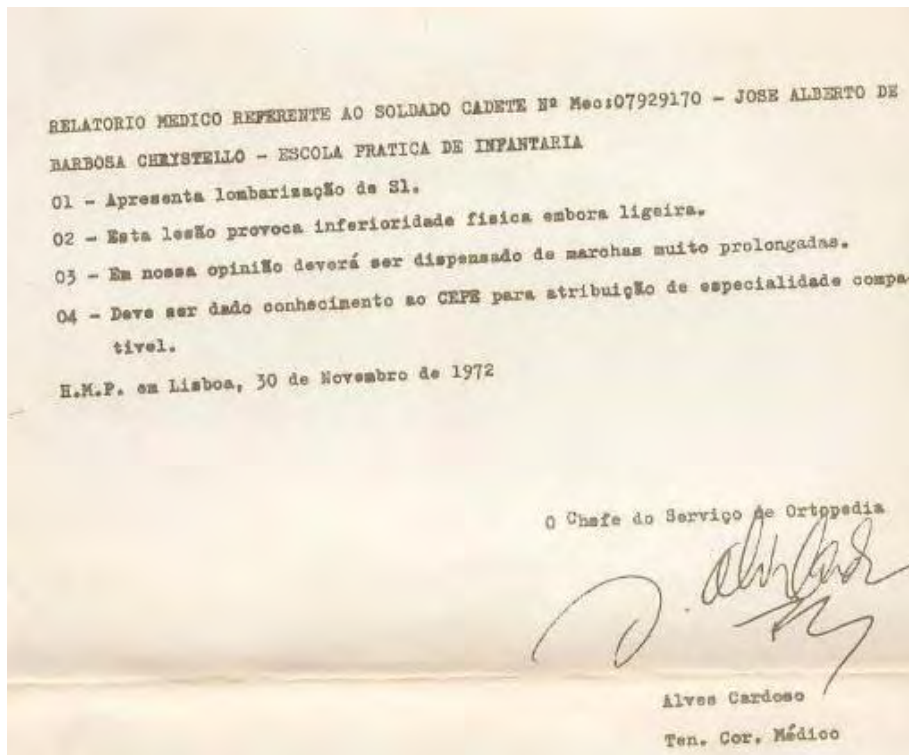 RELATORIO MEDICO REFERENTE AO SOLDADO CADETE Nº Mec:07929170 - JOSE ALBERTO DE
BARBOSA CHRYSTELLO - ESCOLA PRATICA DE INFANTARIA
01 - Apresenta lombarização de S1.
02 - Esta lesão provoca inferioridade fisica embora ligeira.
03 - Em nossa opinião deverá ser dispensado de marchas muito prolongadas.
04 - Deve ser dado conhecimento ao CEPE para atribuição de especialidade compa-
tivel.
H.M.P. em Lisboa, 30 de Novembro de 1972
O Chefe do Serviço de Ortopedia
Alves Cardoso
Ten. Cor. Médico